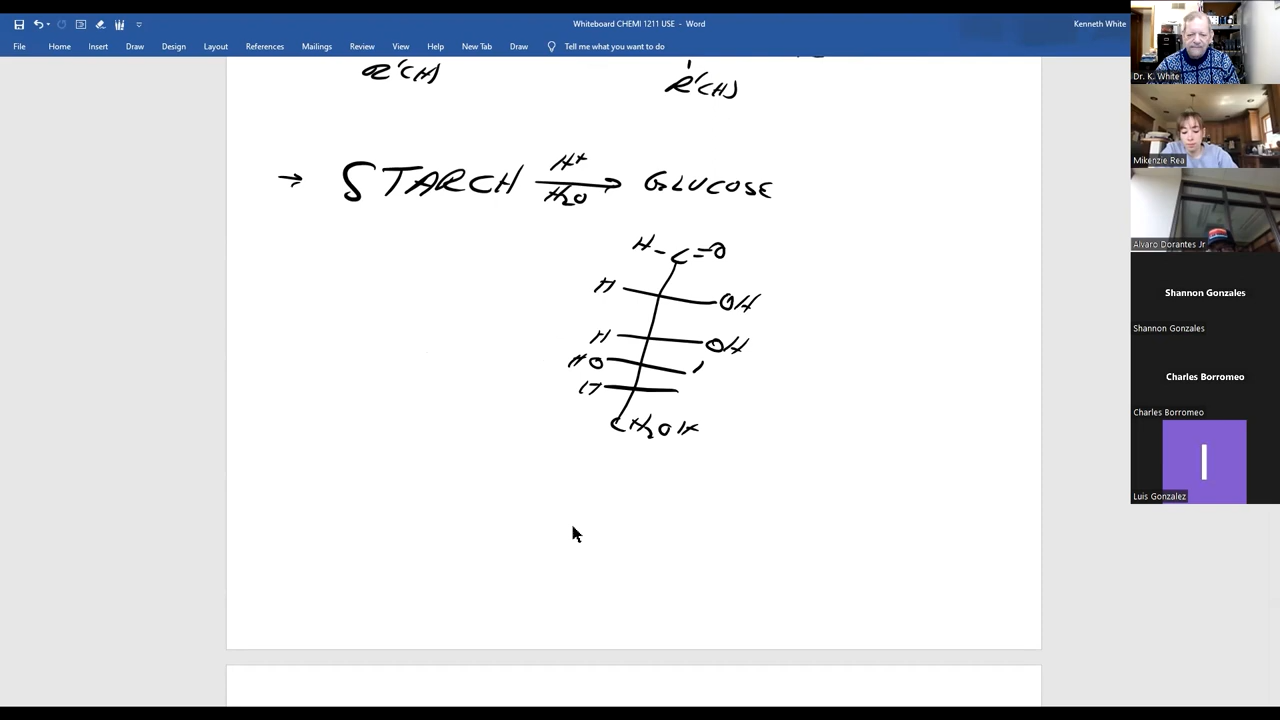 Whiteboard CHEMI 1211 USE - Word
Kenneth White
File Home Insert Draw Design Layout References Mailings Review View Help New Tab Draw Tell me what you want to do
R'(H)
R'(H)
→ STARCH H+ H2O → GLUCOSE
H-C=O
H OH
H OH
HO
H
CH2OH
Dr. K. White
Mikenzie Rea
Alvaro Dorantes Jr
Shannon Gonzales
Shannon Gonzales
Charles Borromeo
Charles Borromeo
I
Luis Gonzalez